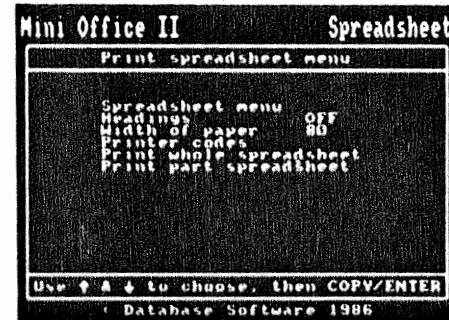 Mini Office II Spreadsheet
Print spreadsheet menu
Spreadsheet menu
Headings OFF
Width of paper 80
Printer codes
Print whole spreadsheet
Print part spreadsheet
Use ↑ & ↓ to choose, then COPY/ENTER
Database Software 1986